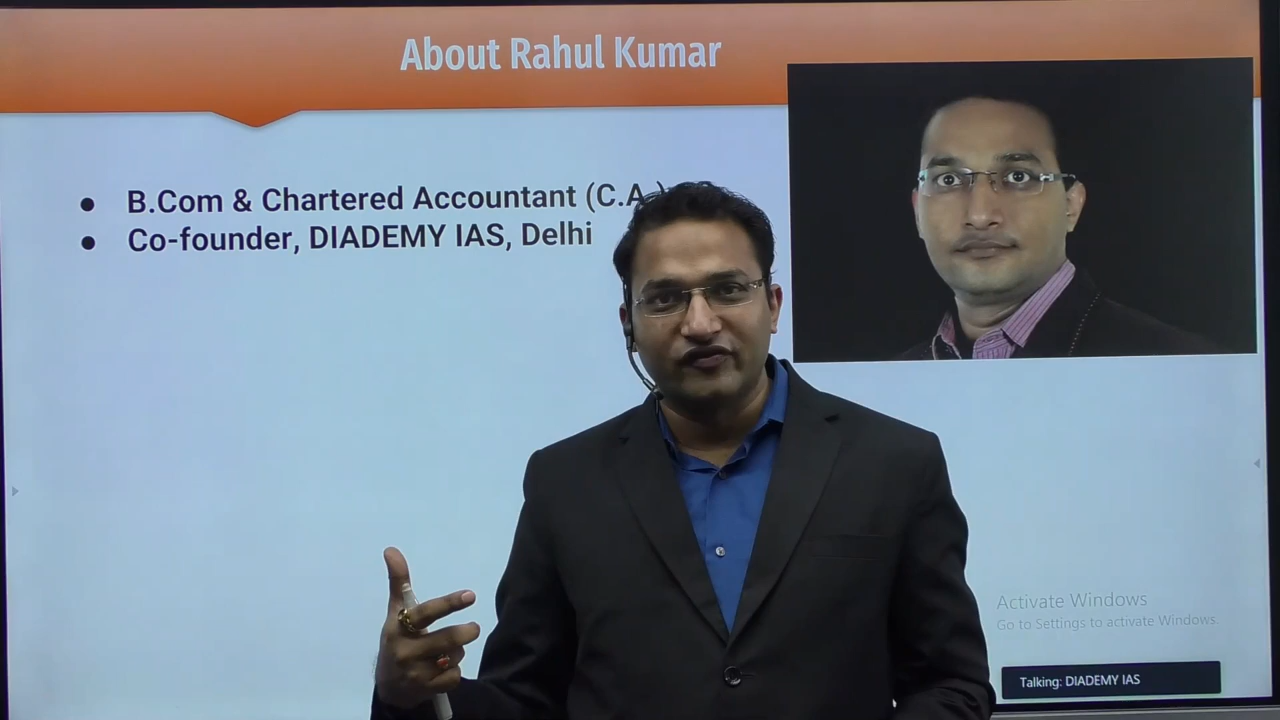 About Rahul Kumar
● B.Com & Chartered Accountant (C.A.)
● Co-founder, DIADEMY IAS, Delhi
Activate Windows
Go to Settings to activate Windows.
Talking: DIADEMY IAS